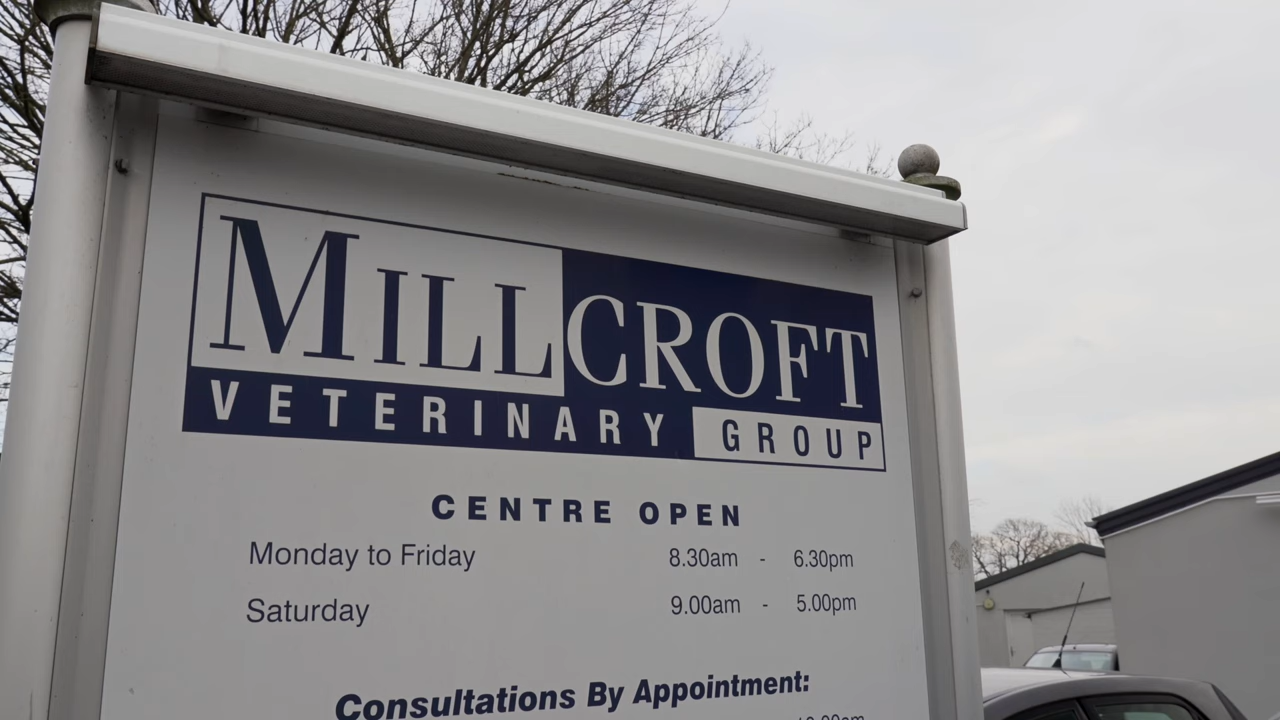 MILLCROFT
VETERINARY GROUP
CENTRE OPEN
Monday to Friday 8.30am - 6.30pm
Saturday 9.00am - 5.00pm
Consultations By Appointment: